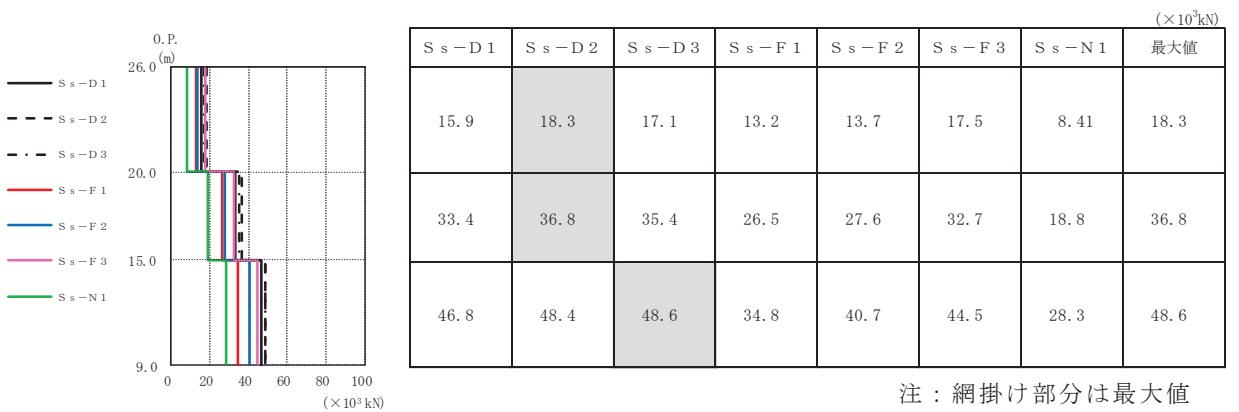 O.P.
(m)
26.0
20.0
15.0
9.0
0 20 40 60 80 100
(×10³kN)
Ss-D1
Ss-D2
Ss-D3
Ss-F1
Ss-F2
Ss-F3
Ss-N1
(×10³kN)
Ss-D1 Ss-D2 Ss-D3 Ss-F1 Ss-F2 Ss-F3 Ss-N1 最大値
15.9 18.3 17.1 13.2 13.7 17.5 8.41 18.3
33.4 36.8 35.4 26.5 27.6 32.7 18.8 36.8
46.8 48.4 48.6 34.8 40.7 44.5 28.3 48.6
注：網掛け部分は最大値